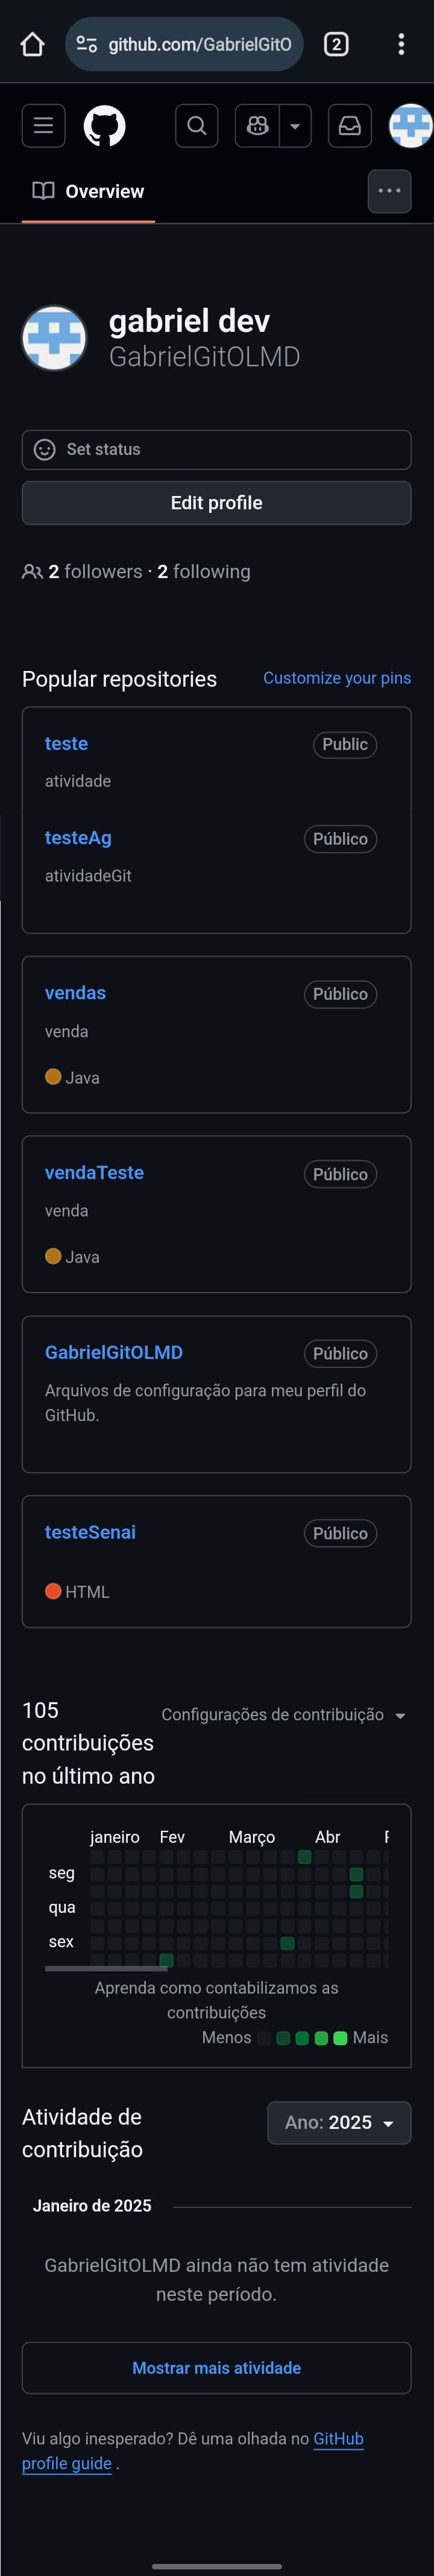 github.com/GabrielGitO
2
Overview
gabriel dev
GabrielGitOLMD
Set status
Edit profile
2 followers · 2 following
Popular repositories
Customize your pins
teste
Public
atividade
testeAg
Público
atividadeGit
vendas
Público
venda
Java
vendaTeste
Público
venda
Java
GabrielGitOLMD
Público
Arquivos de configuração para meu perfil do
GitHub.
testeSenai
Público
HTML
105
contribuições
no último ano
Configurações de contribuição
janeiro Fev Março Abr
seg
qua
sex
Aprenda como contabilizamos as
contribuições
Menos Mais
Atividade de
contribuição
Ano: 2025
Janeiro de 2025
GabrielGitOLMD ainda não tem atividade
neste período.
Mostrar mais atividade
Viu algo inesperado? Dê uma olhada no GitHub
profile guide .